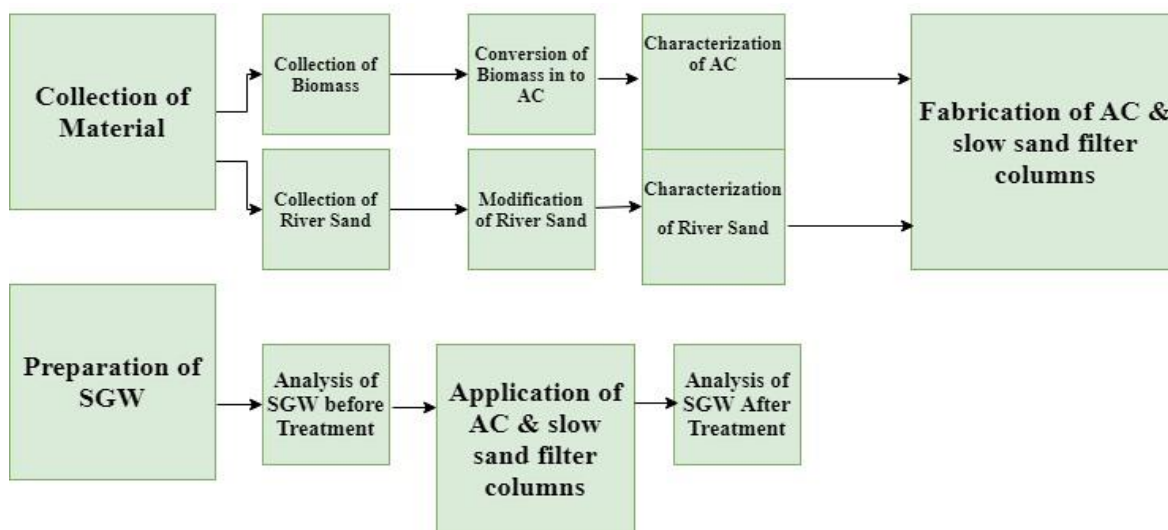 Collection of
Material
Collection of
Biomass
Conversion of
Biomass in to
AC
Characterization
of AC
Fabrication of AC &
slow sand filter
columns
Collection of
River Sand
Modification
of River Sand
Characterization
of River Sand
Preparation of
SGW
Analysis of
SGW before
Treatment
Application of
AC & slow
sand filter
columns
Analysis of
SGW After
Treatment